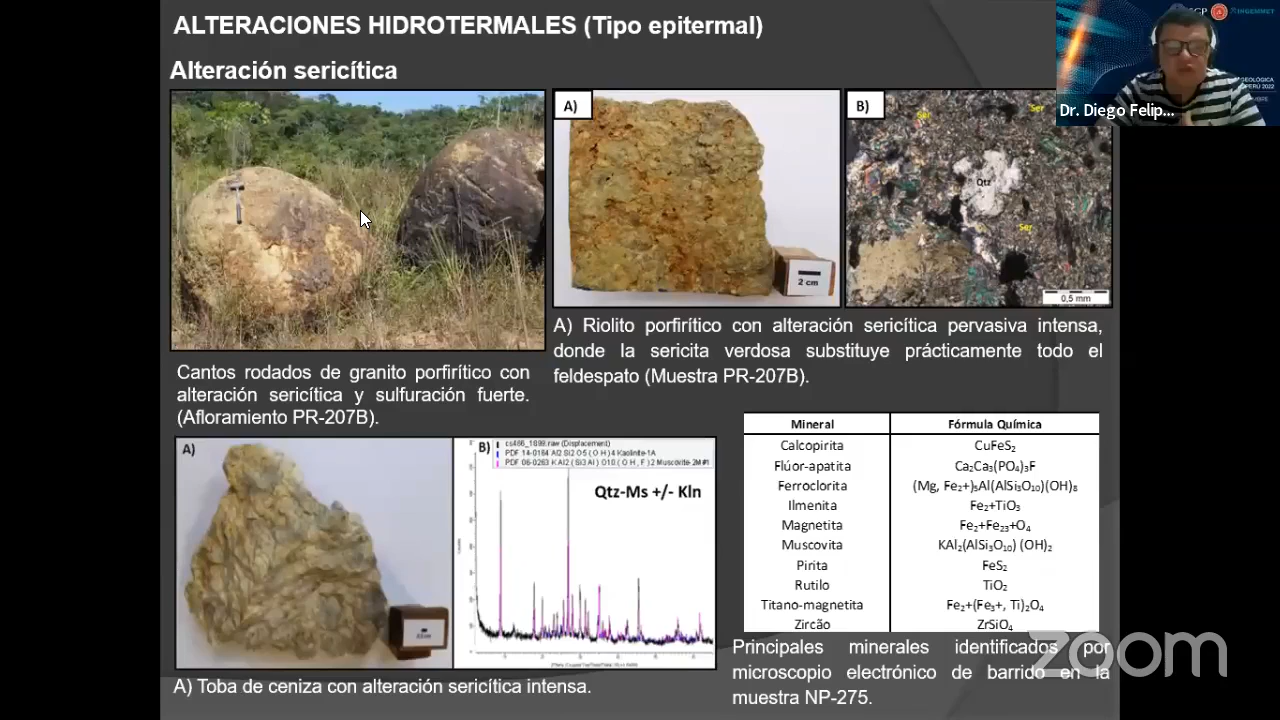 ALTERACIONES HIDROTERMALES (Tipo epitermal)
Alteración sericítica
INGEMMET
GEOLÓGICA
PERÚ 2022
Dr. Diego Felip...
A)
2 cm
B)
Ser
Ser
Qtz
Ser
0,5 mm
Cantos rodados de granito porfirítico con
alteración sericítica y sulfuración fuerte.
(Afloramiento PR-207B).
A) Riolito porfirítico con alteración sericítica pervasiva intensa,
donde la sericita verdosa substituye prácticamente todo el
feldespato (Muestra PR-207B).
A)
B)
cs466_1899.raw (Displacement)
PDF 14-0164 Al2 Si2 O5 ( O H ) 4 Kaolinite-1A
PDF 06-0263 K Al2 ( Si3 Al ) O10 ( O H , F ) 2 Muscovite-2M#1
Qtz-Ms +/- Kln
A) Toba de ceniza con alteración sericítica intensa.
Mineral Fórmula Química
Calcopirita CuFeS₂
Flúor-apatita Ca₂Ca₃(PO₄)₃F
Ferroclorita (Mg, Fe₂+)₅Al(AlSi₃O₁₀)(OH)₈
Ilmenita Fe₂+TiO₃
Magnetita Fe₂+Fe₂₃+O₄
Muscovita KAl₂(AlSi₃O₁₀) (OH)₂
Pirita FeS₂
Rutilo TiO₂
Titano-magnetita Fe₂+(Fe₃+, Ti)₂O₄
Zircão ZrSiO₄
Principales minerales identificados por
microscopio electrónico de barrido en la
muestra NP-275.
zoom